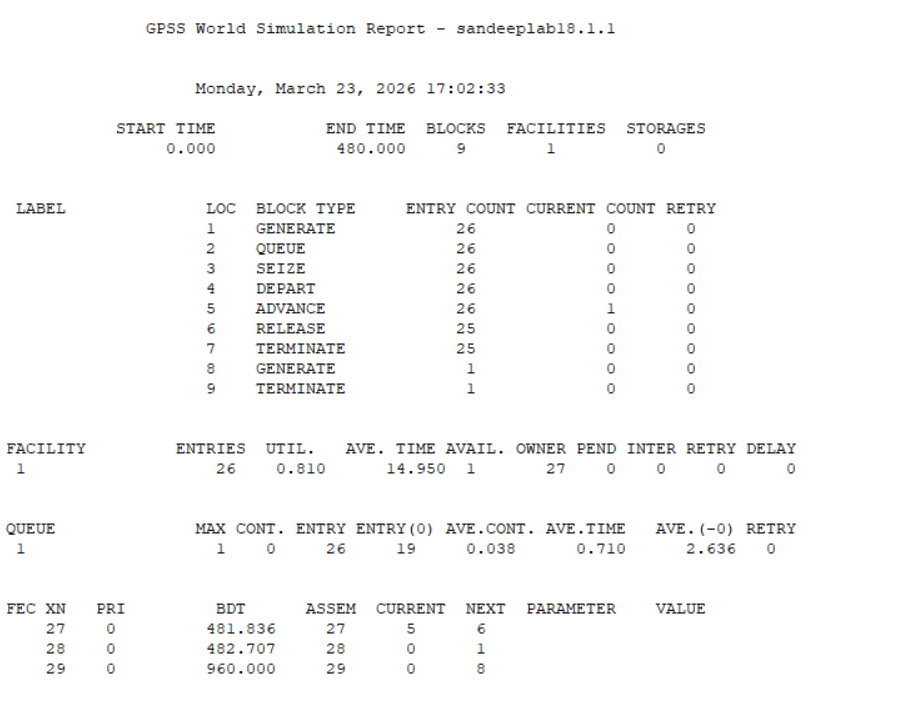 GPSS World Simulation Report - sandeeplab18.1.1
Monday, March 23, 2026 17:02:33
START TIME END TIME BLOCKS FACILITIES STORAGES
0.000 480.000 9 1 0
LABEL LOC BLOCK TYPE ENTRY COUNT CURRENT COUNT RETRY
1 GENERATE 26 0 0
2 QUEUE 26 0 0
3 SEIZE 26 0 0
4 DEPART 26 0 0
5 ADVANCE 26 1 0
6 RELEASE 25 0 0
7 TERMINATE 25 0 0
8 GENERATE 1 0 0
9 TERMINATE 1 0 0
FACILITY ENTRIES UTIL. AVE. TIME AVAIL. OWNER PEND INTER RETRY DELAY
1 26 0.810 14.950 1 27 0 0 0 0
QUEUE MAX CONT. ENTRY ENTRY(0) AVE.CONT. AVE.TIME AVE.(-0) RETRY
1 1 0 26 19 0.038 0.710 2.636 0
FEC XN PRI BDT ASSEM CURRENT NEXT PARAMETER VALUE
27 0 481.836 27 5 6
28 0 482.707 28 0 1
29 0 960.000 29 0 8